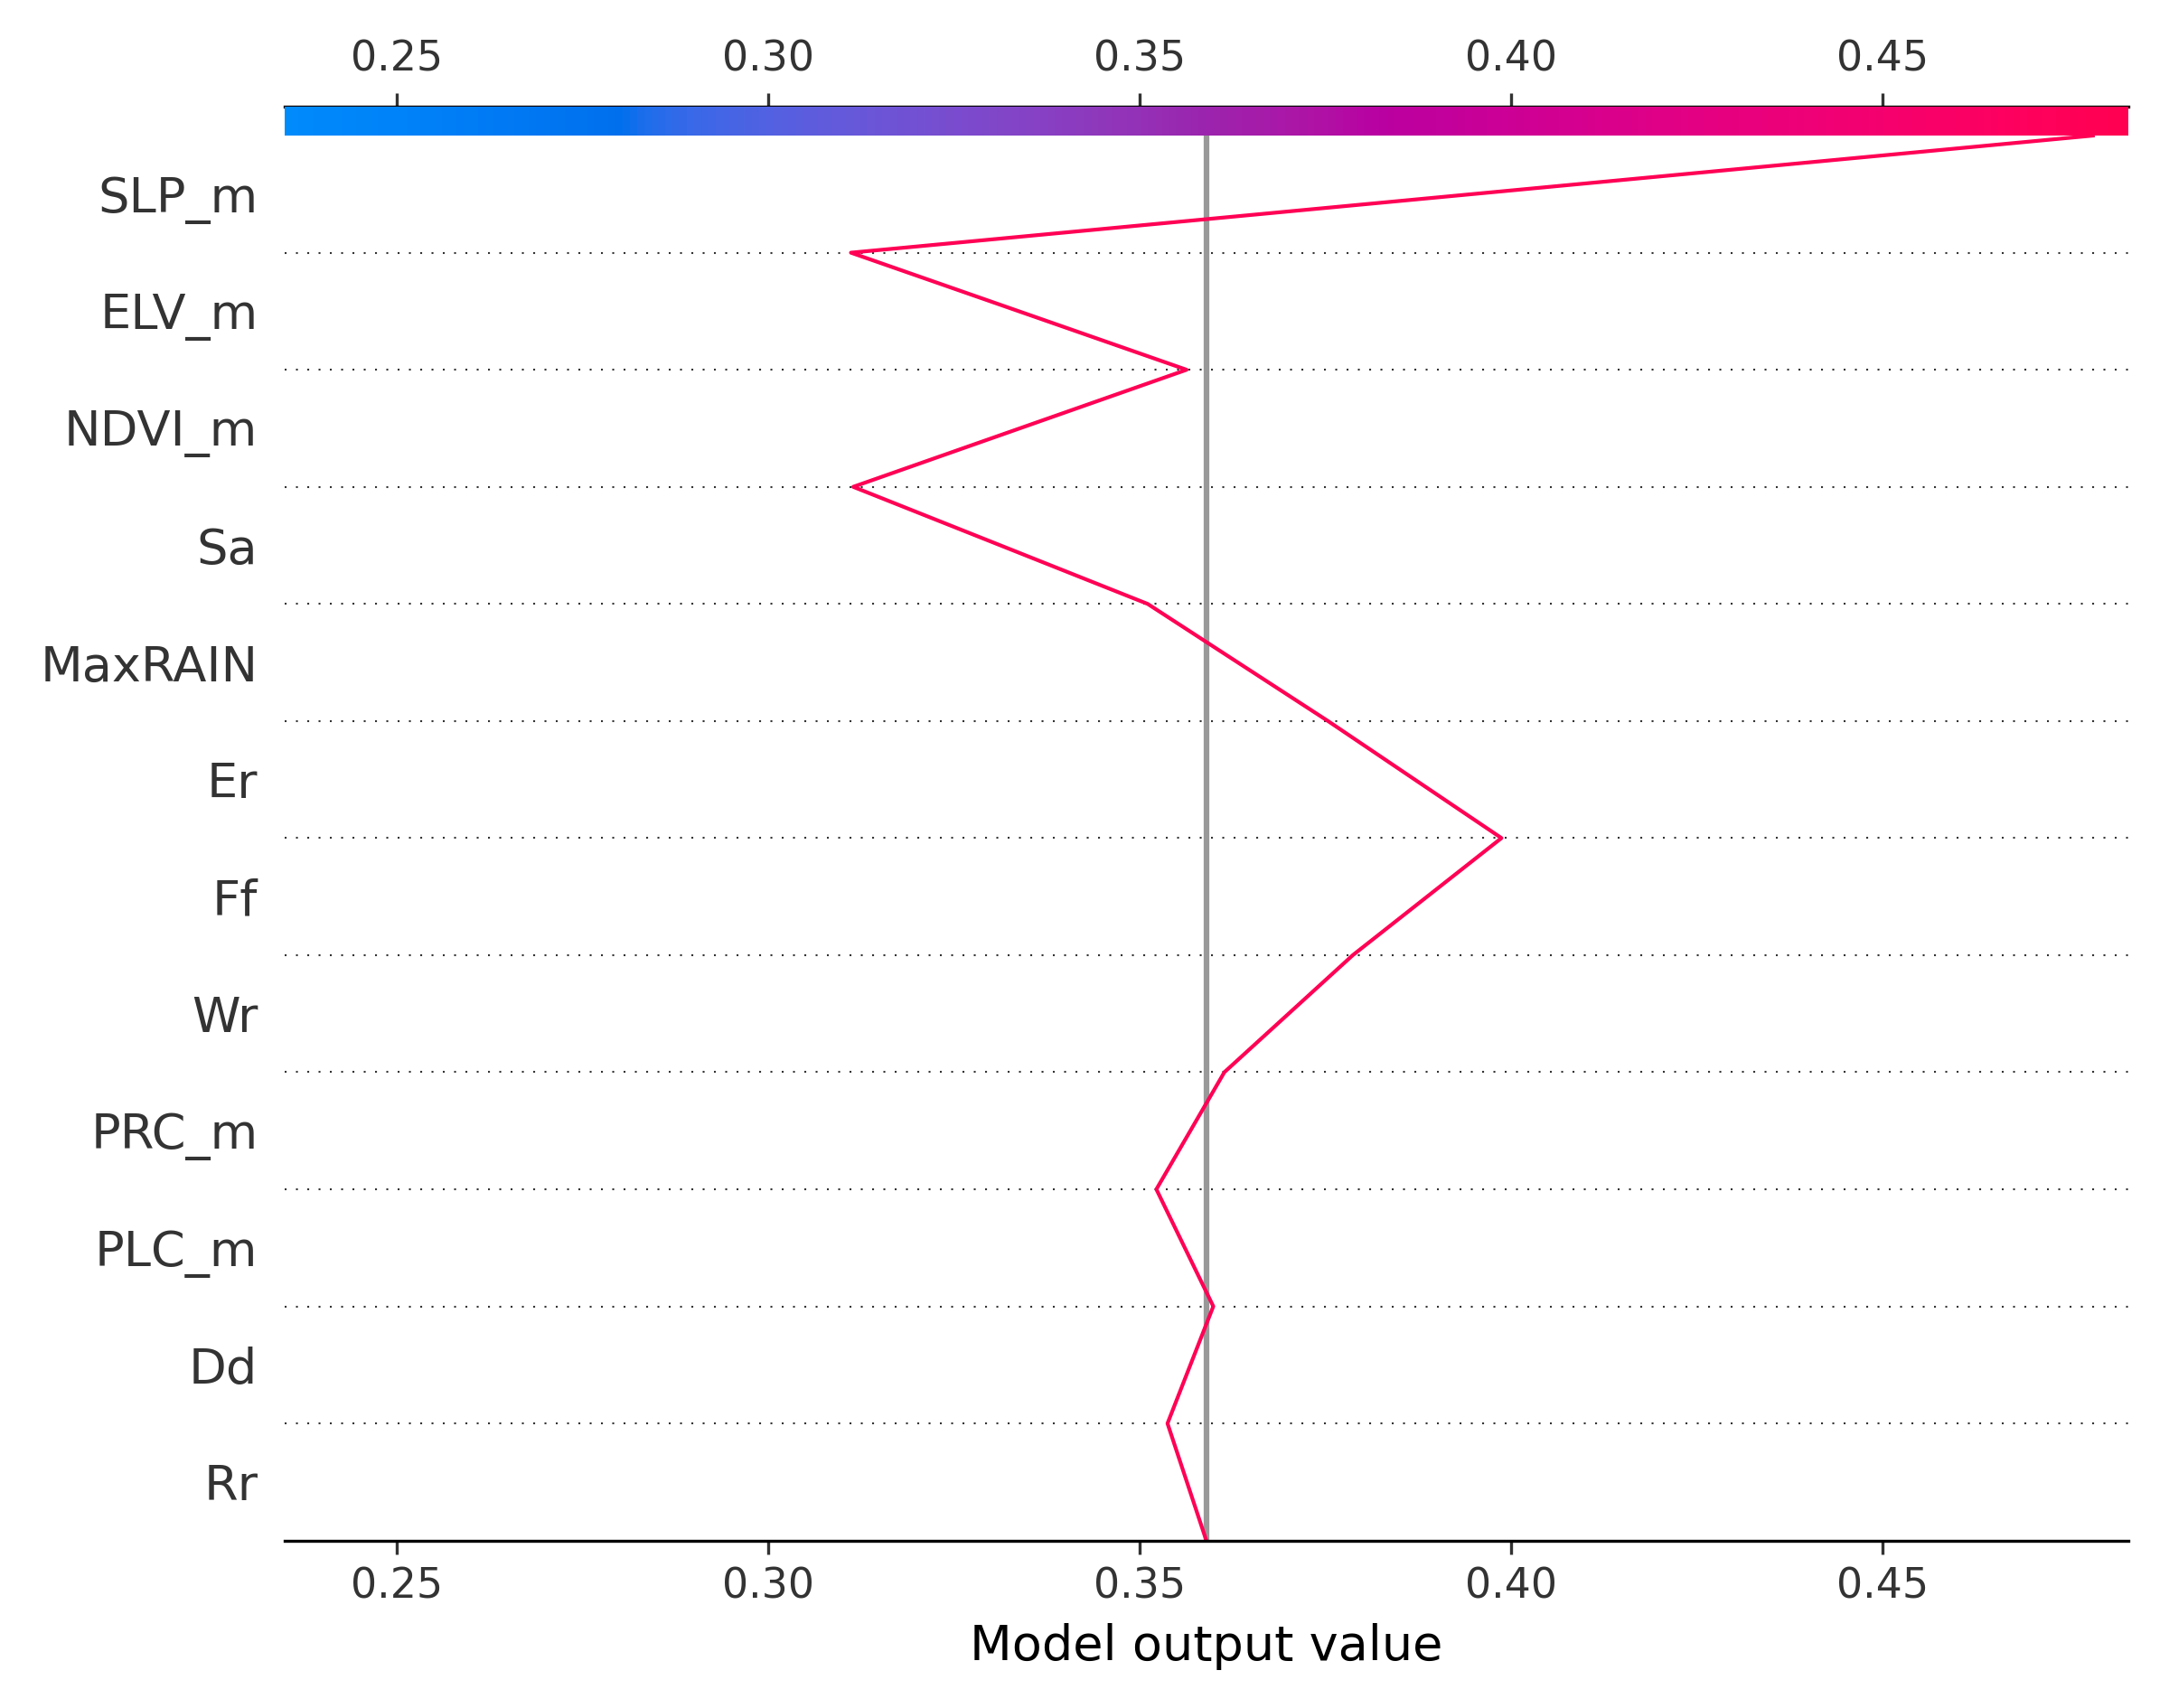 0.25 0.30 0.35 0.40 0.45
SLP_m
ELV_m
NDVI_m
Sa
MaxRAIN
Er
Ff
Wr
PRC_m
PLC_m
Dd
Rr
0.25 0.30 0.35 0.40 0.45
Model output value